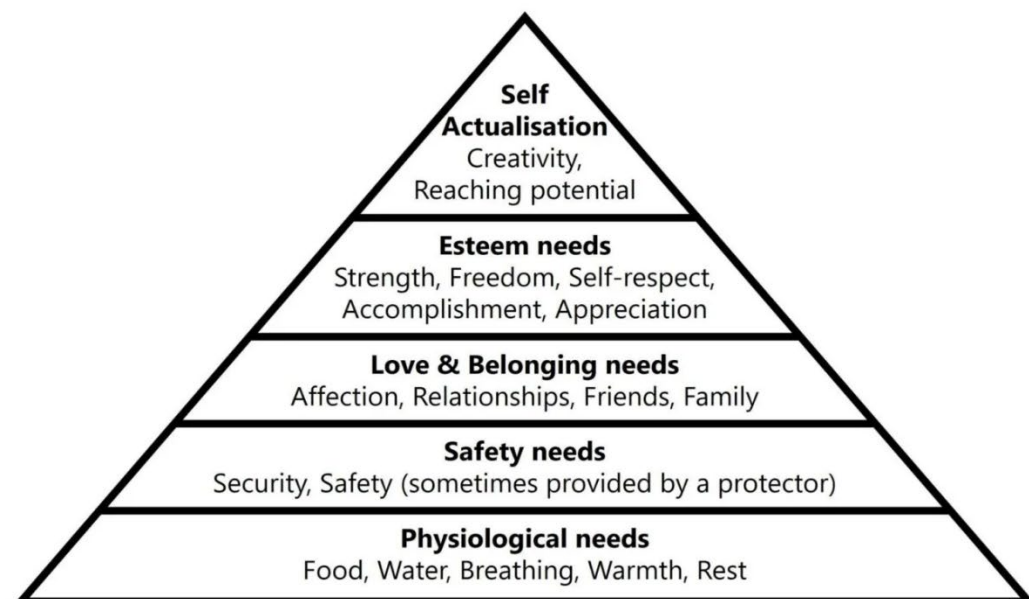 Self
Actualisation
Creativity,
Reaching potential
Esteem needs
Strength, Freedom, Self-respect,
Accomplishment, Appreciation
Love & Belonging needs
Affection, Relationships, Friends, Family
Safety needs
Security, Safety (sometimes provided by a protector)
Physiological needs
Food, Water, Breathing, Warmth, Rest